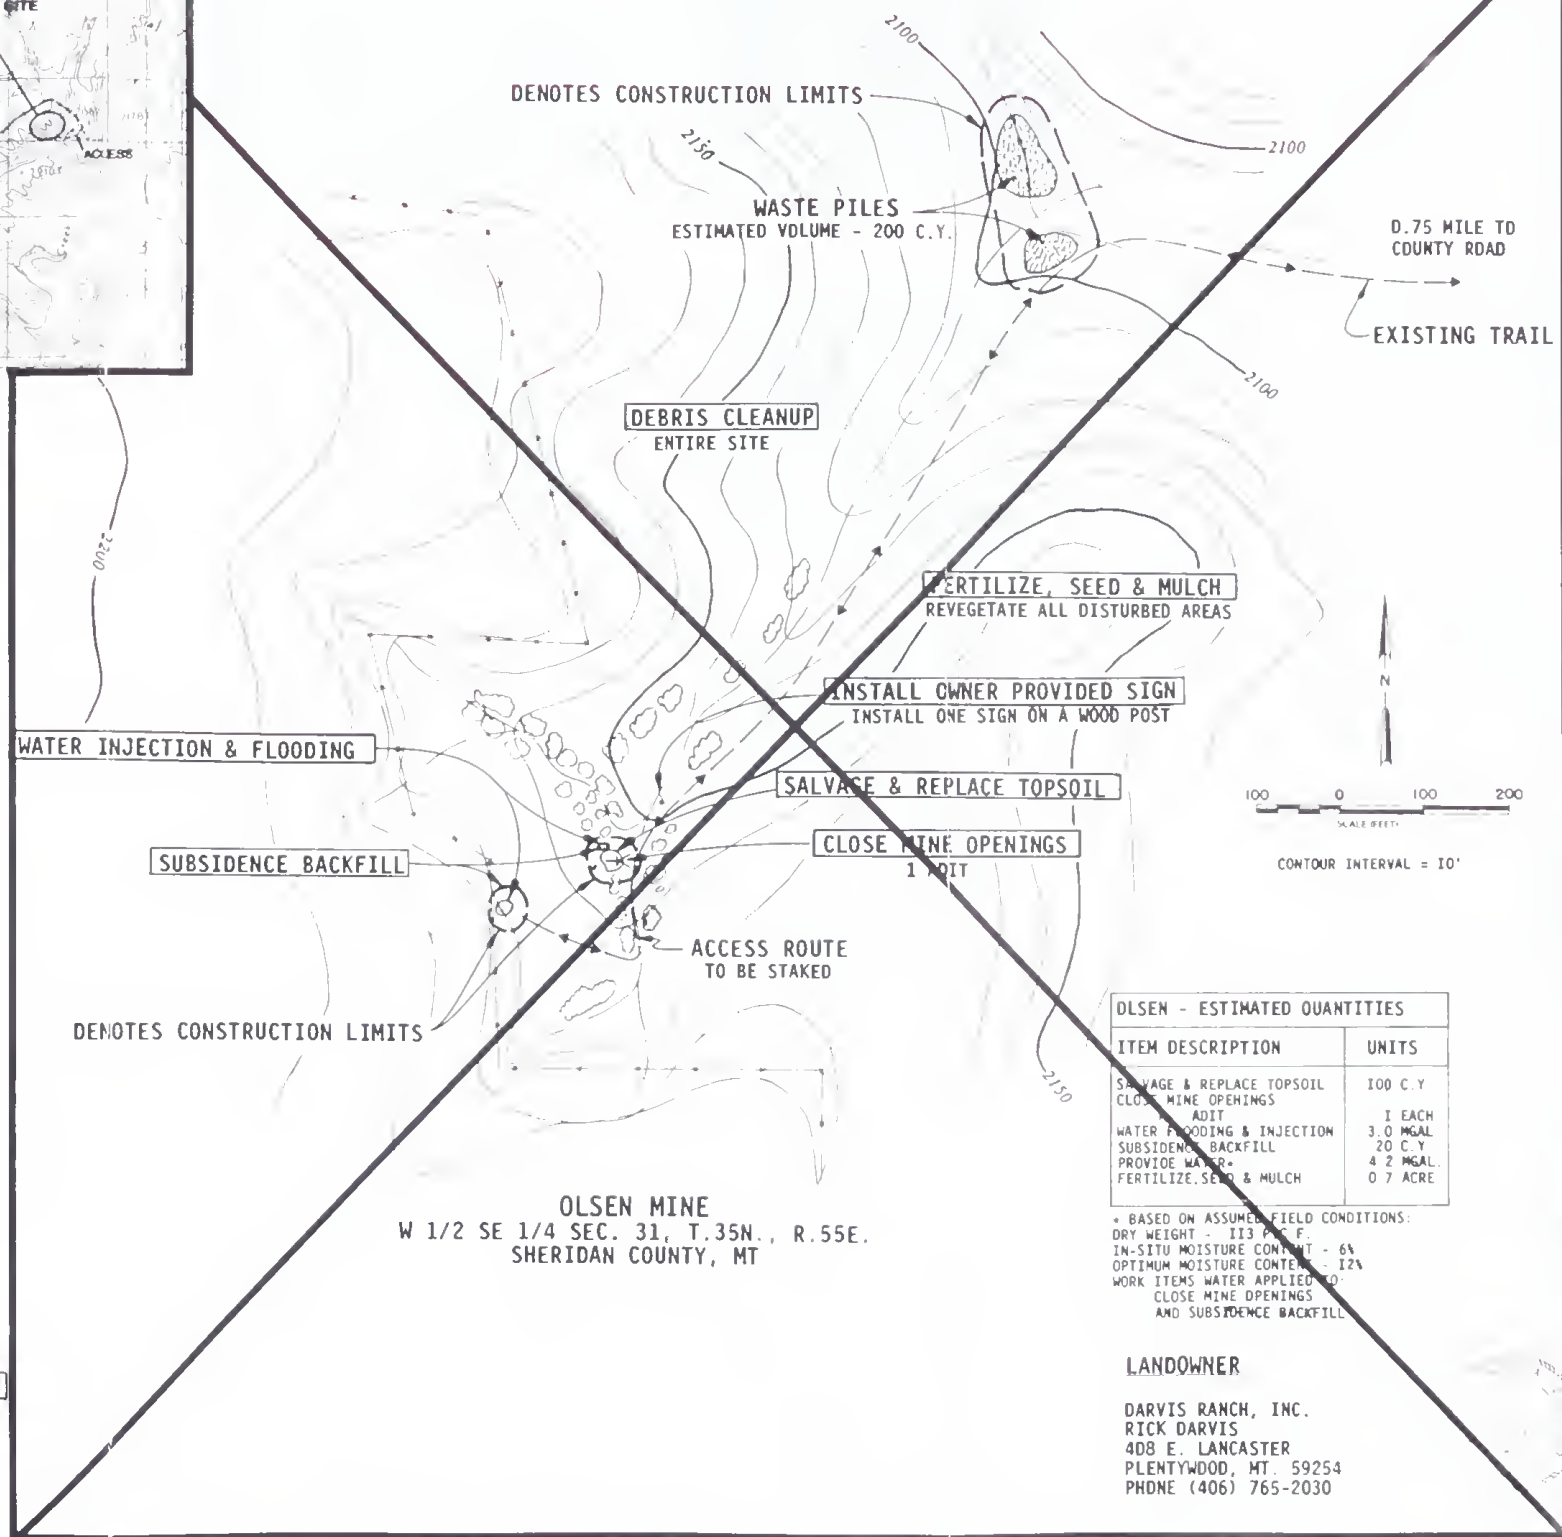 SITE
ACCESS
2100
DENOTES CONSTRUCTION LIMITS
2150
2100
WASTE PILES
ESTIMATED VOLUME - 200 C.Y.
0.75 MILE TO
COUNTY ROAD
EXISTING TRAIL
2100
DEBRIS CLEANUP
ENTIRE SITE
2200
FERTILIZE, SEED & MULCH
REVEGETATE ALL DISTURBED AREAS
N
INSTALL OWNER PROVIDED SIGN
INSTALL ONE SIGN ON A WOOD POST
WATER INJECTION & FLOODING
SALVAGE & REPLACE TOPSOIL
100 0 100 200
SCALE (FEET)
CLOSE MINE OPENINGS
1 ADIT
SUBSIDENCE BACKFILL
CONTOUR INTERVAL = 10'
ACCESS ROUTE
TO BE STAKED
DENOTES CONSTRUCTION LIMITS
2150
OLSEN - ESTIMATED QUANTITIES
ITEM DESCRIPTION UNITS
SALVAGE & REPLACE TOPSOIL 100 C.Y
CLOSE MINE OPENINGS
ADIT 1 EACH
WATER FLOODING & INJECTION 3.0 MGAL
SUBSIDENCE BACKFILL 20 C.Y
PROVIDE WATER* 4.2 MGAL.
FERTILIZE, SEED & MULCH 0.7 ACRE
* BASED ON ASSUMED FIELD CONDITIONS:
DRY WEIGHT - 113 P.C.F.
IN-SITU MOISTURE CONTENT - 6%
OPTIMUM MOISTURE CONTENT - 12%
WORK ITEMS WATER APPLIED TO:
CLOSE MINE OPENINGS
AND SUBSIDENCE BACKFILL
OLSEN MINE
W 1/2 SE 1/4 SEC. 31, T.35N., R.55E.
SHERIDAN COUNTY, MT
LANDOWNER
DARVIS RANCH, INC.
RICK DARVIS
408 E. LANCASTER
PLENTYWOOD, MT. 59254
PHONE (406) 765-2030